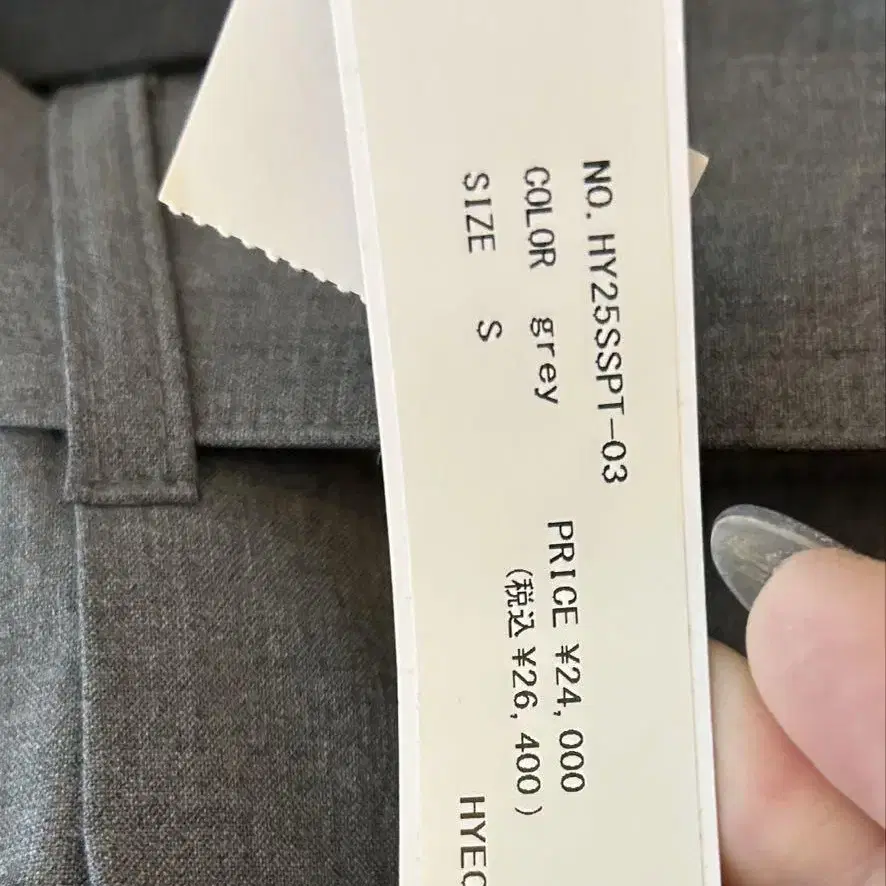 NO. HY25SSPT-03
COLOR grey
SIZE S
PRICE ¥24,000
(税込 ¥26,400)